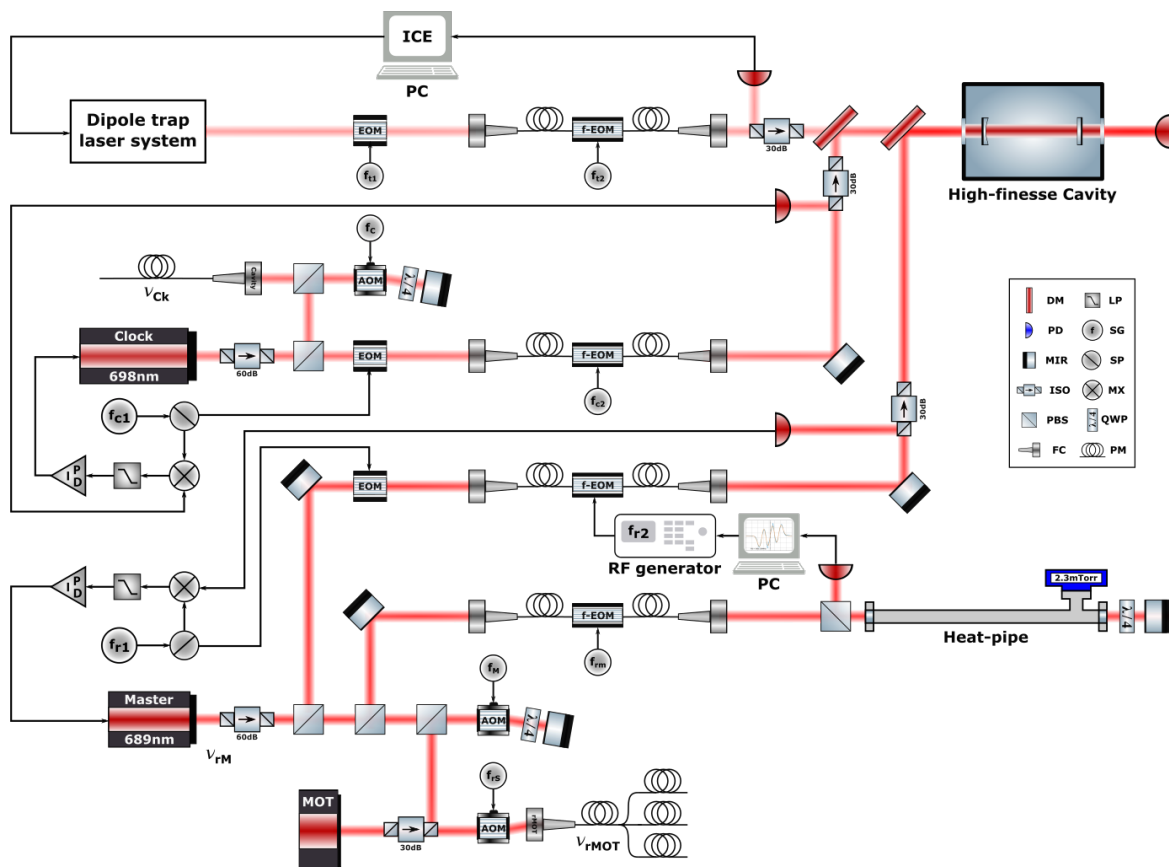 ICE
PC
Dipole trap
laser system
EOM
f-EOM
30dB
ft1
ft2
30dB
High-finesse Cavity
fC
Cavity
AOM
λ/4
νCk
Clock
698nm
60dB
EOM
f-EOM
fc1
fc2
P
I
D
30dB
DM
LP
PD
SG
f
MIR
SP
ISO
MX
PBS
λ/4
QWP
FC
PM
EOM
f-EOM
fr2
RF generator
PC
P
I
D
2.3mTorr
f-EOM
λ/4
Heat-pipe
fr1
frm
fM
Master
689nm
60dB
νrM
AOM
λ/4
frs
MOT
30dB
AOM
rMOT
νrMOT